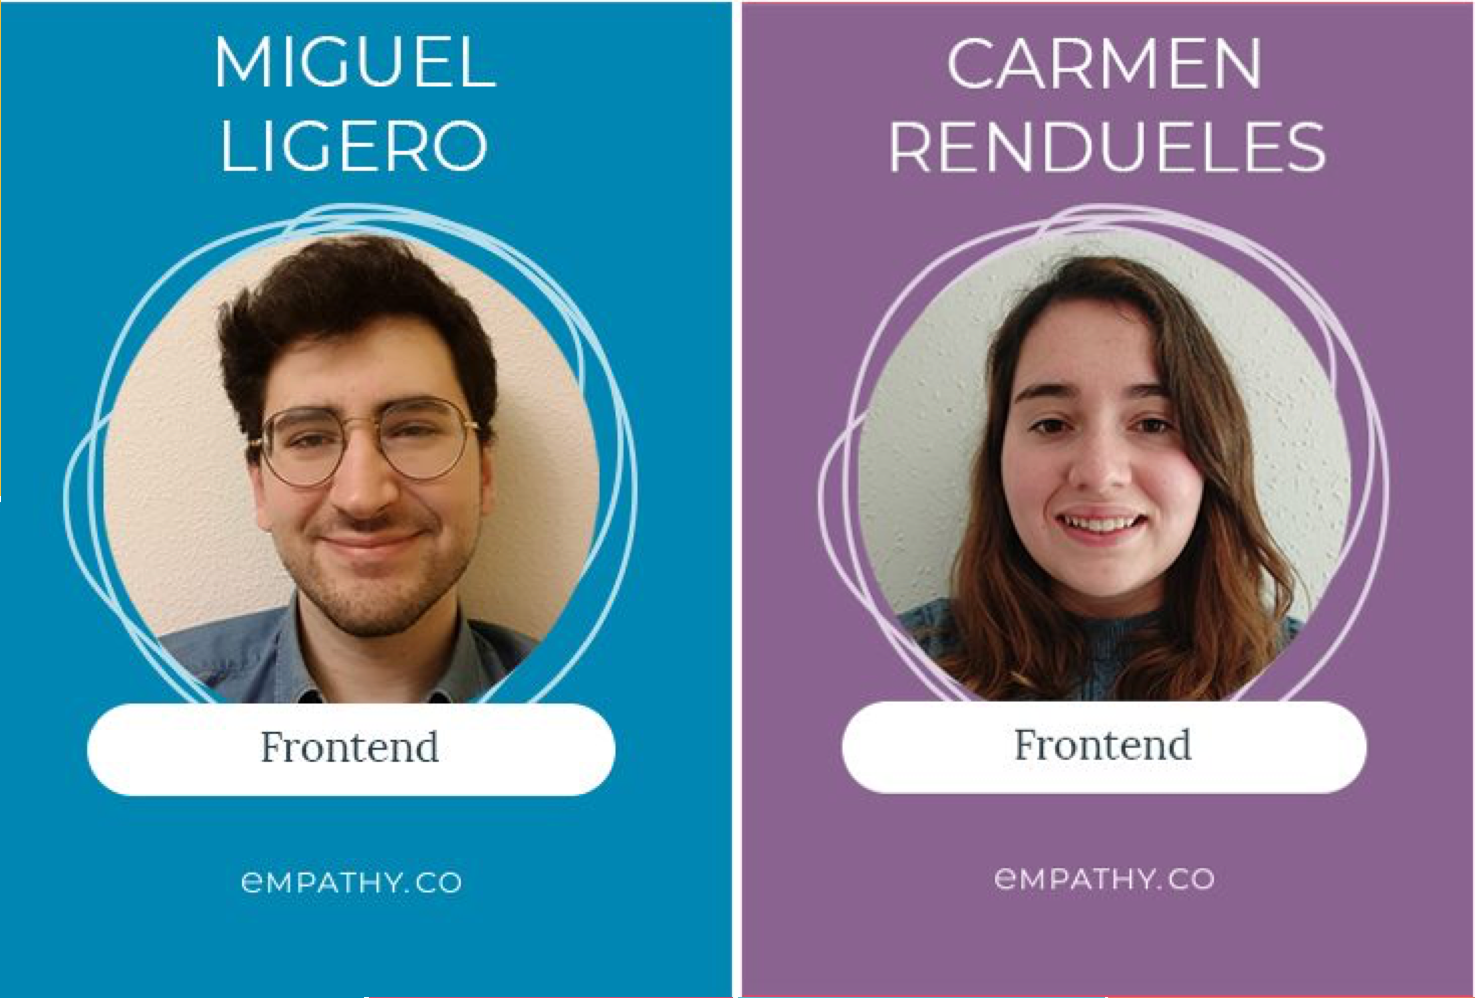 MIGUEL
LIGERO
Frontend
eMPATHY.CO
CARMEN
RENDUELES
Frontend
eMPATHY.CO